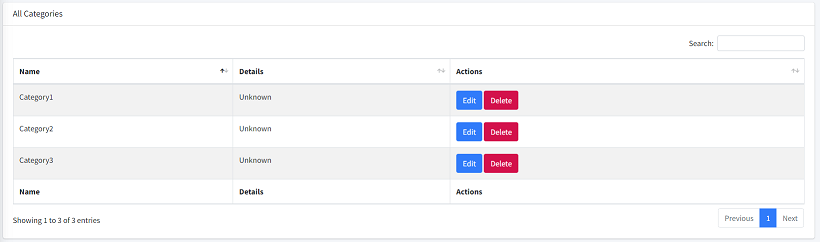 All Categories
Search:
Name Details Actions
Category1 Unknown Edit Delete
Category2 Unknown Edit Delete
Category3 Unknown Edit Delete
Name Details Actions
Showing 1 to 3 of 3 entries Previous 1 Next